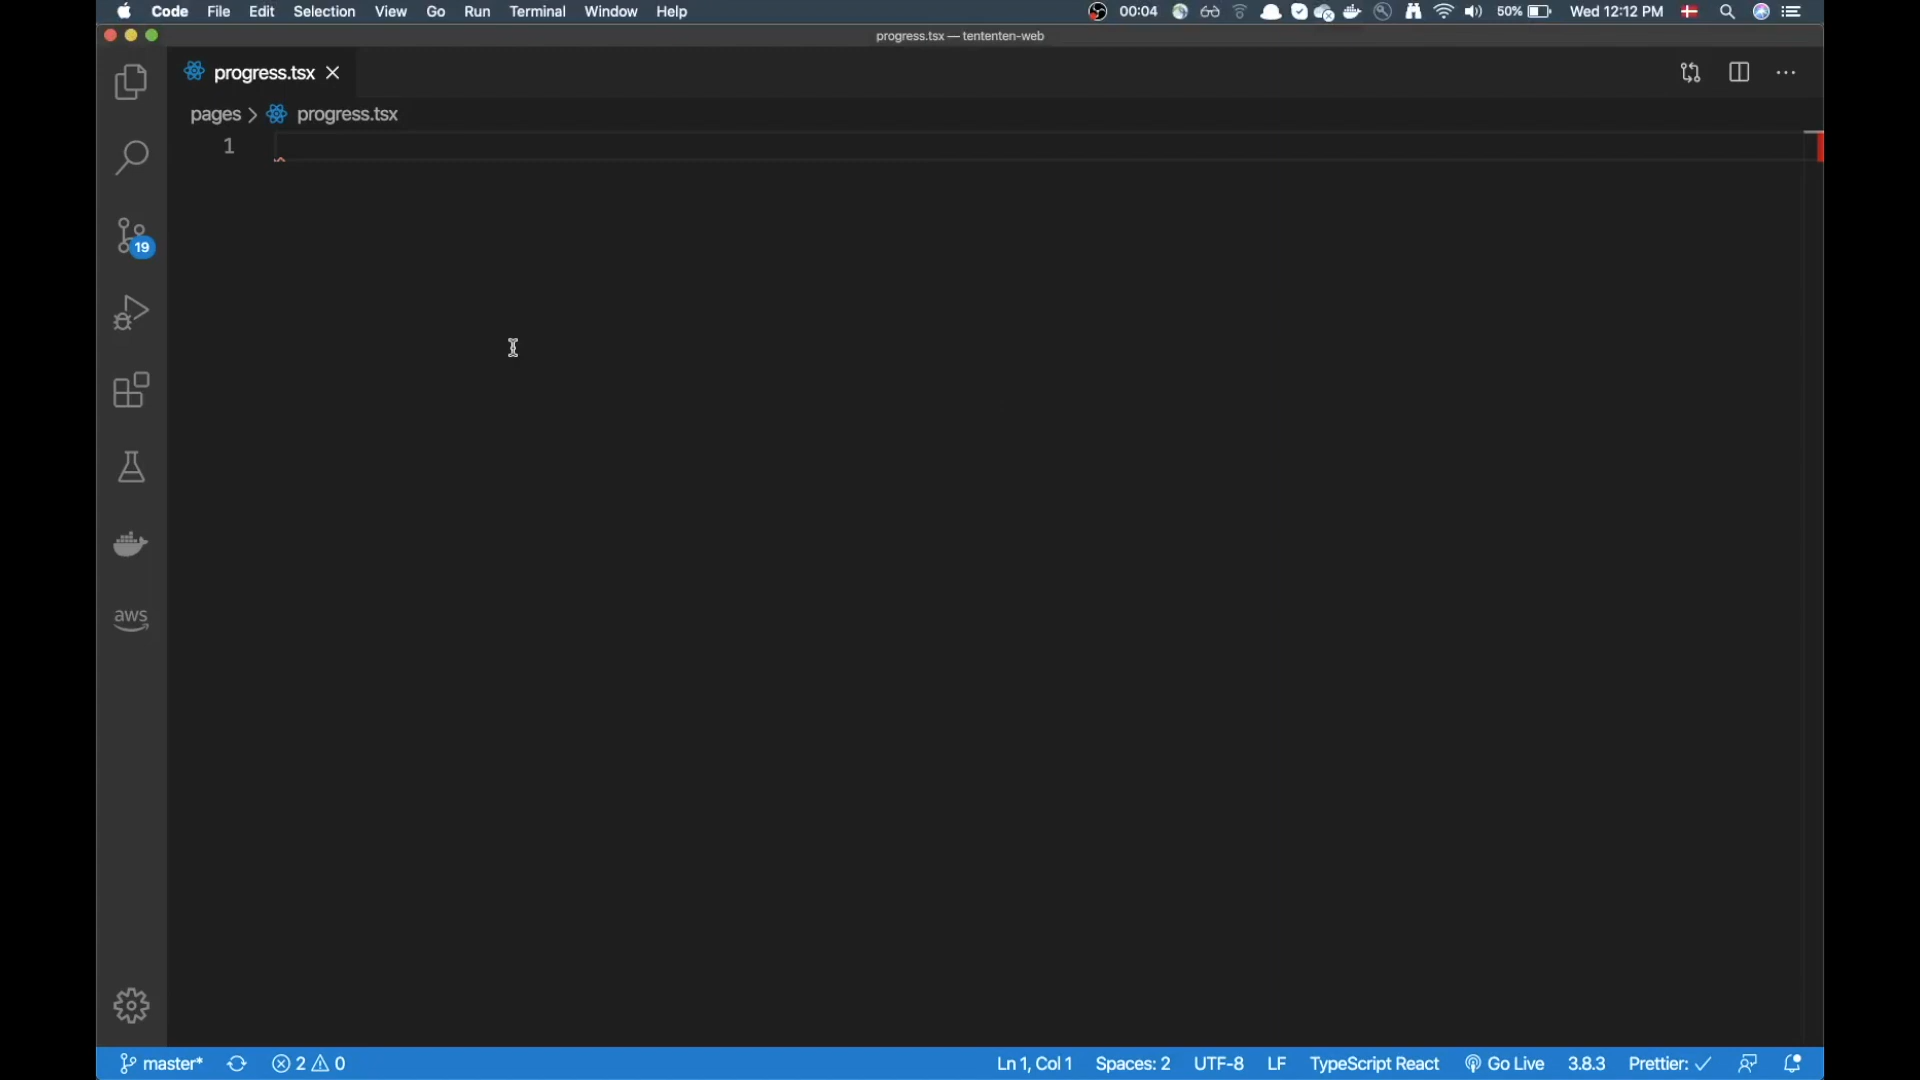 Code File Edit Selection View Go Run Terminal Window Help 00:04 50% Wed 12:12 PM
progress.tsx — tententen-web
progress.tsx
pages > progress.tsx
1
19
aws
master* 2 0 Ln 1, Col 1 Spaces: 2 UTF-8 LF TypeScript React Go Live 3.8.3 Prettier: ✓